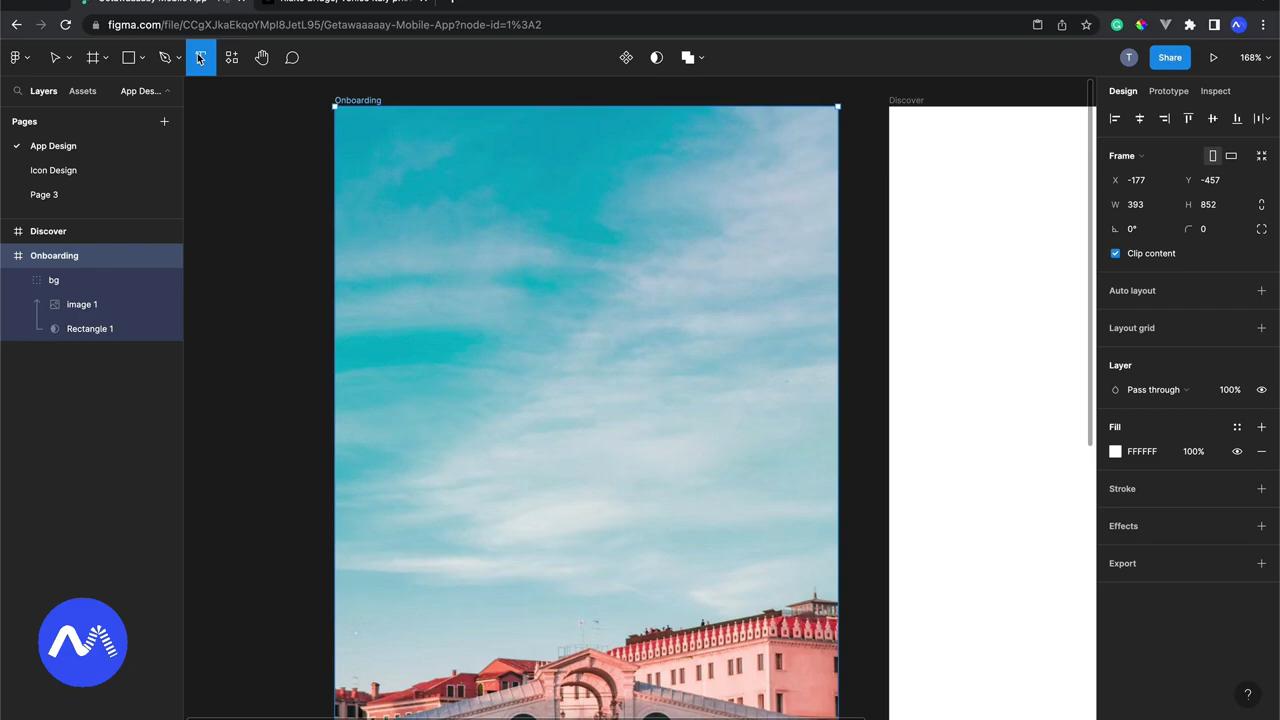 figma.com/file/CCgXJkaEkqoYMpI8JetL95/Getawaaaaay-Mobile-App?node-id=1%3A2
T
Share
168%
Layers
Assets
App Des...
Pages
App Design
Icon Design
Page 3
Discover
Onboarding
bg
image 1
Rectangle 1
Onboarding
Discover
Design
Prototype
Inspect
Frame
X -177
Y -457
W 393
H 852
0°
0
Clip content
Auto layout
Layout grid
Layer
Pass through
100%
Fill
FFFFFF
100%
Stroke
Effects
Export
?